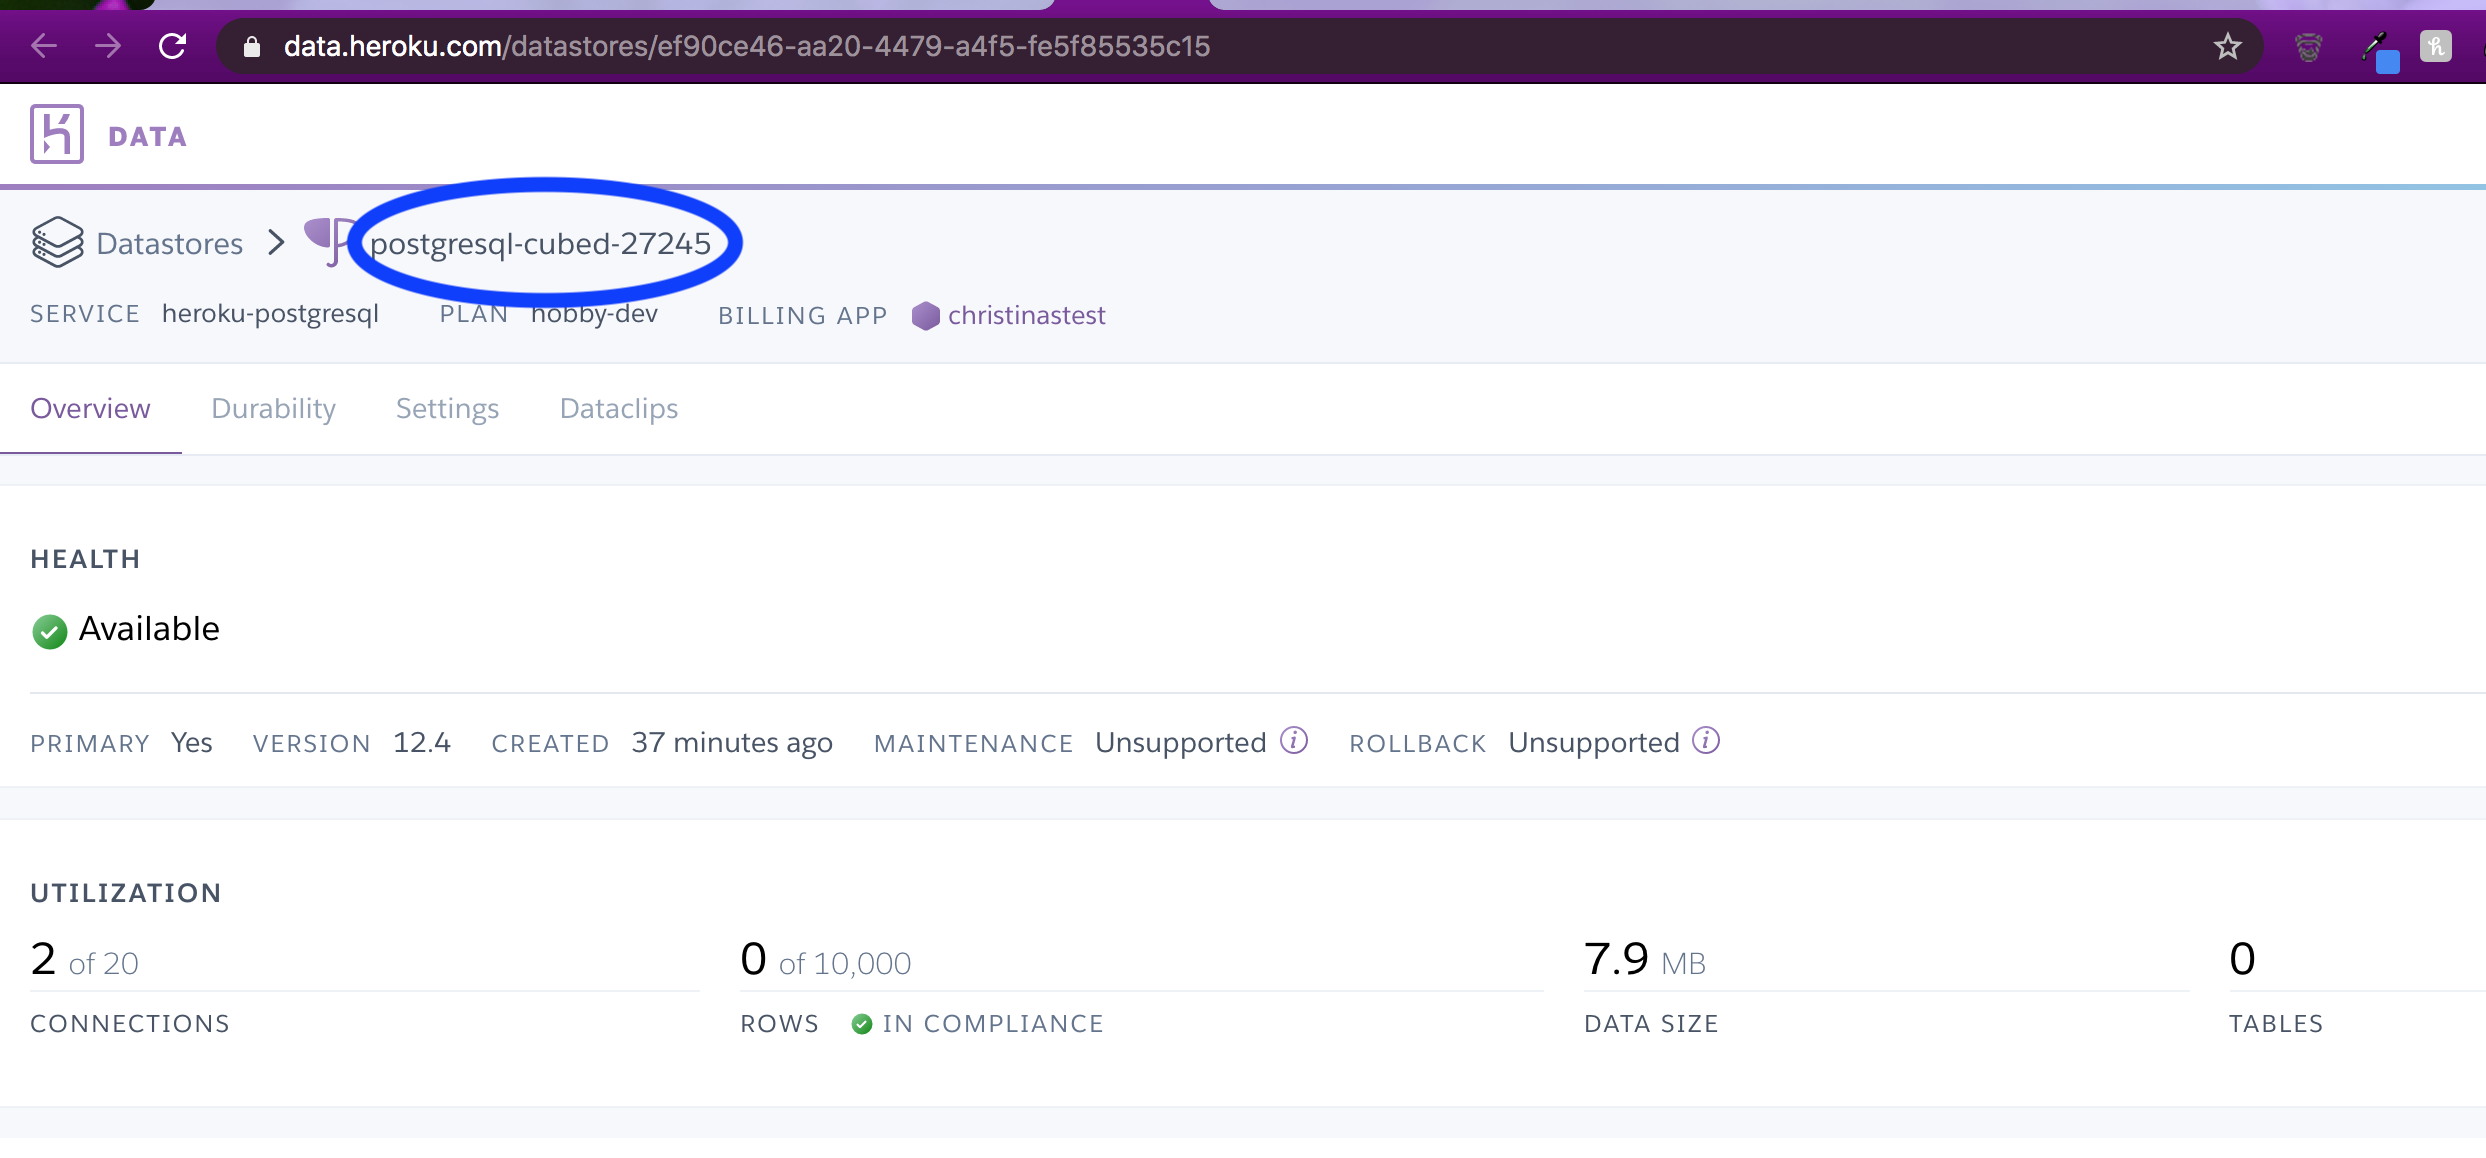 data.heroku.com/datastores/ef90ce46-aa20-4479-a4f5-fe5f85535c15
DATA
Datastores > postgresql-cubed-27245
SERVICE heroku-postgresql PLAN hobby-dev BILLING APP christinastest
Overview Durability Settings Dataclips
HEALTH
Available
PRIMARY Yes VERSION 12.4 CREATED 37 minutes ago MAINTENANCE Unsupported i ROLLBACK Unsupported i
UTILIZATION
2 of 20 0 of 10,000 7.9 MB 0
CONNECTIONS ROWS IN COMPLIANCE DATA SIZE TABLES